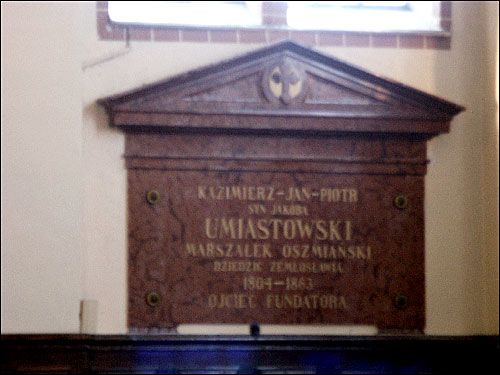 KAZIMIERZ-JAN-PIOTR
SYN JAKÓBA
UMIASTOWSKI
MARSZAŁEK OSZMIAŃSKI
DZIEDZIC ZEMŁOSŁAWIA
1804-1863
OJCIEC FUNDATORA